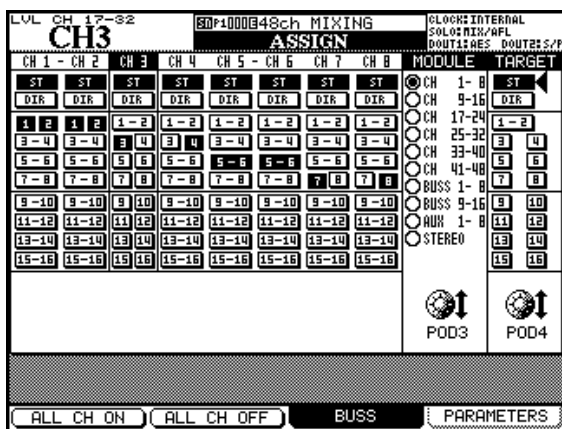 LVL CH 17-32
CH3
48ch MIXING
ASSIGN
CLOCK:INTERNAL
SOLO:MIX/AFL
DOUT1:AES DOUT2:S/P
CH 1 - CH 2 CH 3 CH 4 CH 5 - CH 6 CH 7 CH 8 MODULE TARGET
ST ST ST ST ST ST ST ST CH 1- 8 ST
DIR DIR DIR DIR DIR DIR DIR DIR CH 9-16 DIR
1 2 1 2 1-2 1-2 1-2 1-2 1-2 1-2 CH 17-24 1-2
3-4 3-4 3 4 3 4 3-4 3-4 3-4 3-4 CH 25-32 3 4
5-6 5-6 5-6 5-6 5-6 5-6 5-6 5-6 CH 33-40 5 6
7-8 7-8 7 8 7-8 7-8 7-8 7 8 7 8 CH 41-48 7 8
BUSS 1- 8
9-10 9-10 9 10 9-10 9-10 9-10 9-10 9-10 BUSS 9-16 9 10
11-12 11-12 11 12 11-12 11-12 11-12 11-12 11-12 AUX 1- 8 11 12
13-14 13-14 13 14 13-14 13-14 13-14 13-14 13-14 STEREO 13 14
15-16 15-16 15 16 15-16 15-16 15-16 15-16 15-16 15 16
POD3 POD4
ALL CH ON ALL CH OFF BUSS PARAMETERS